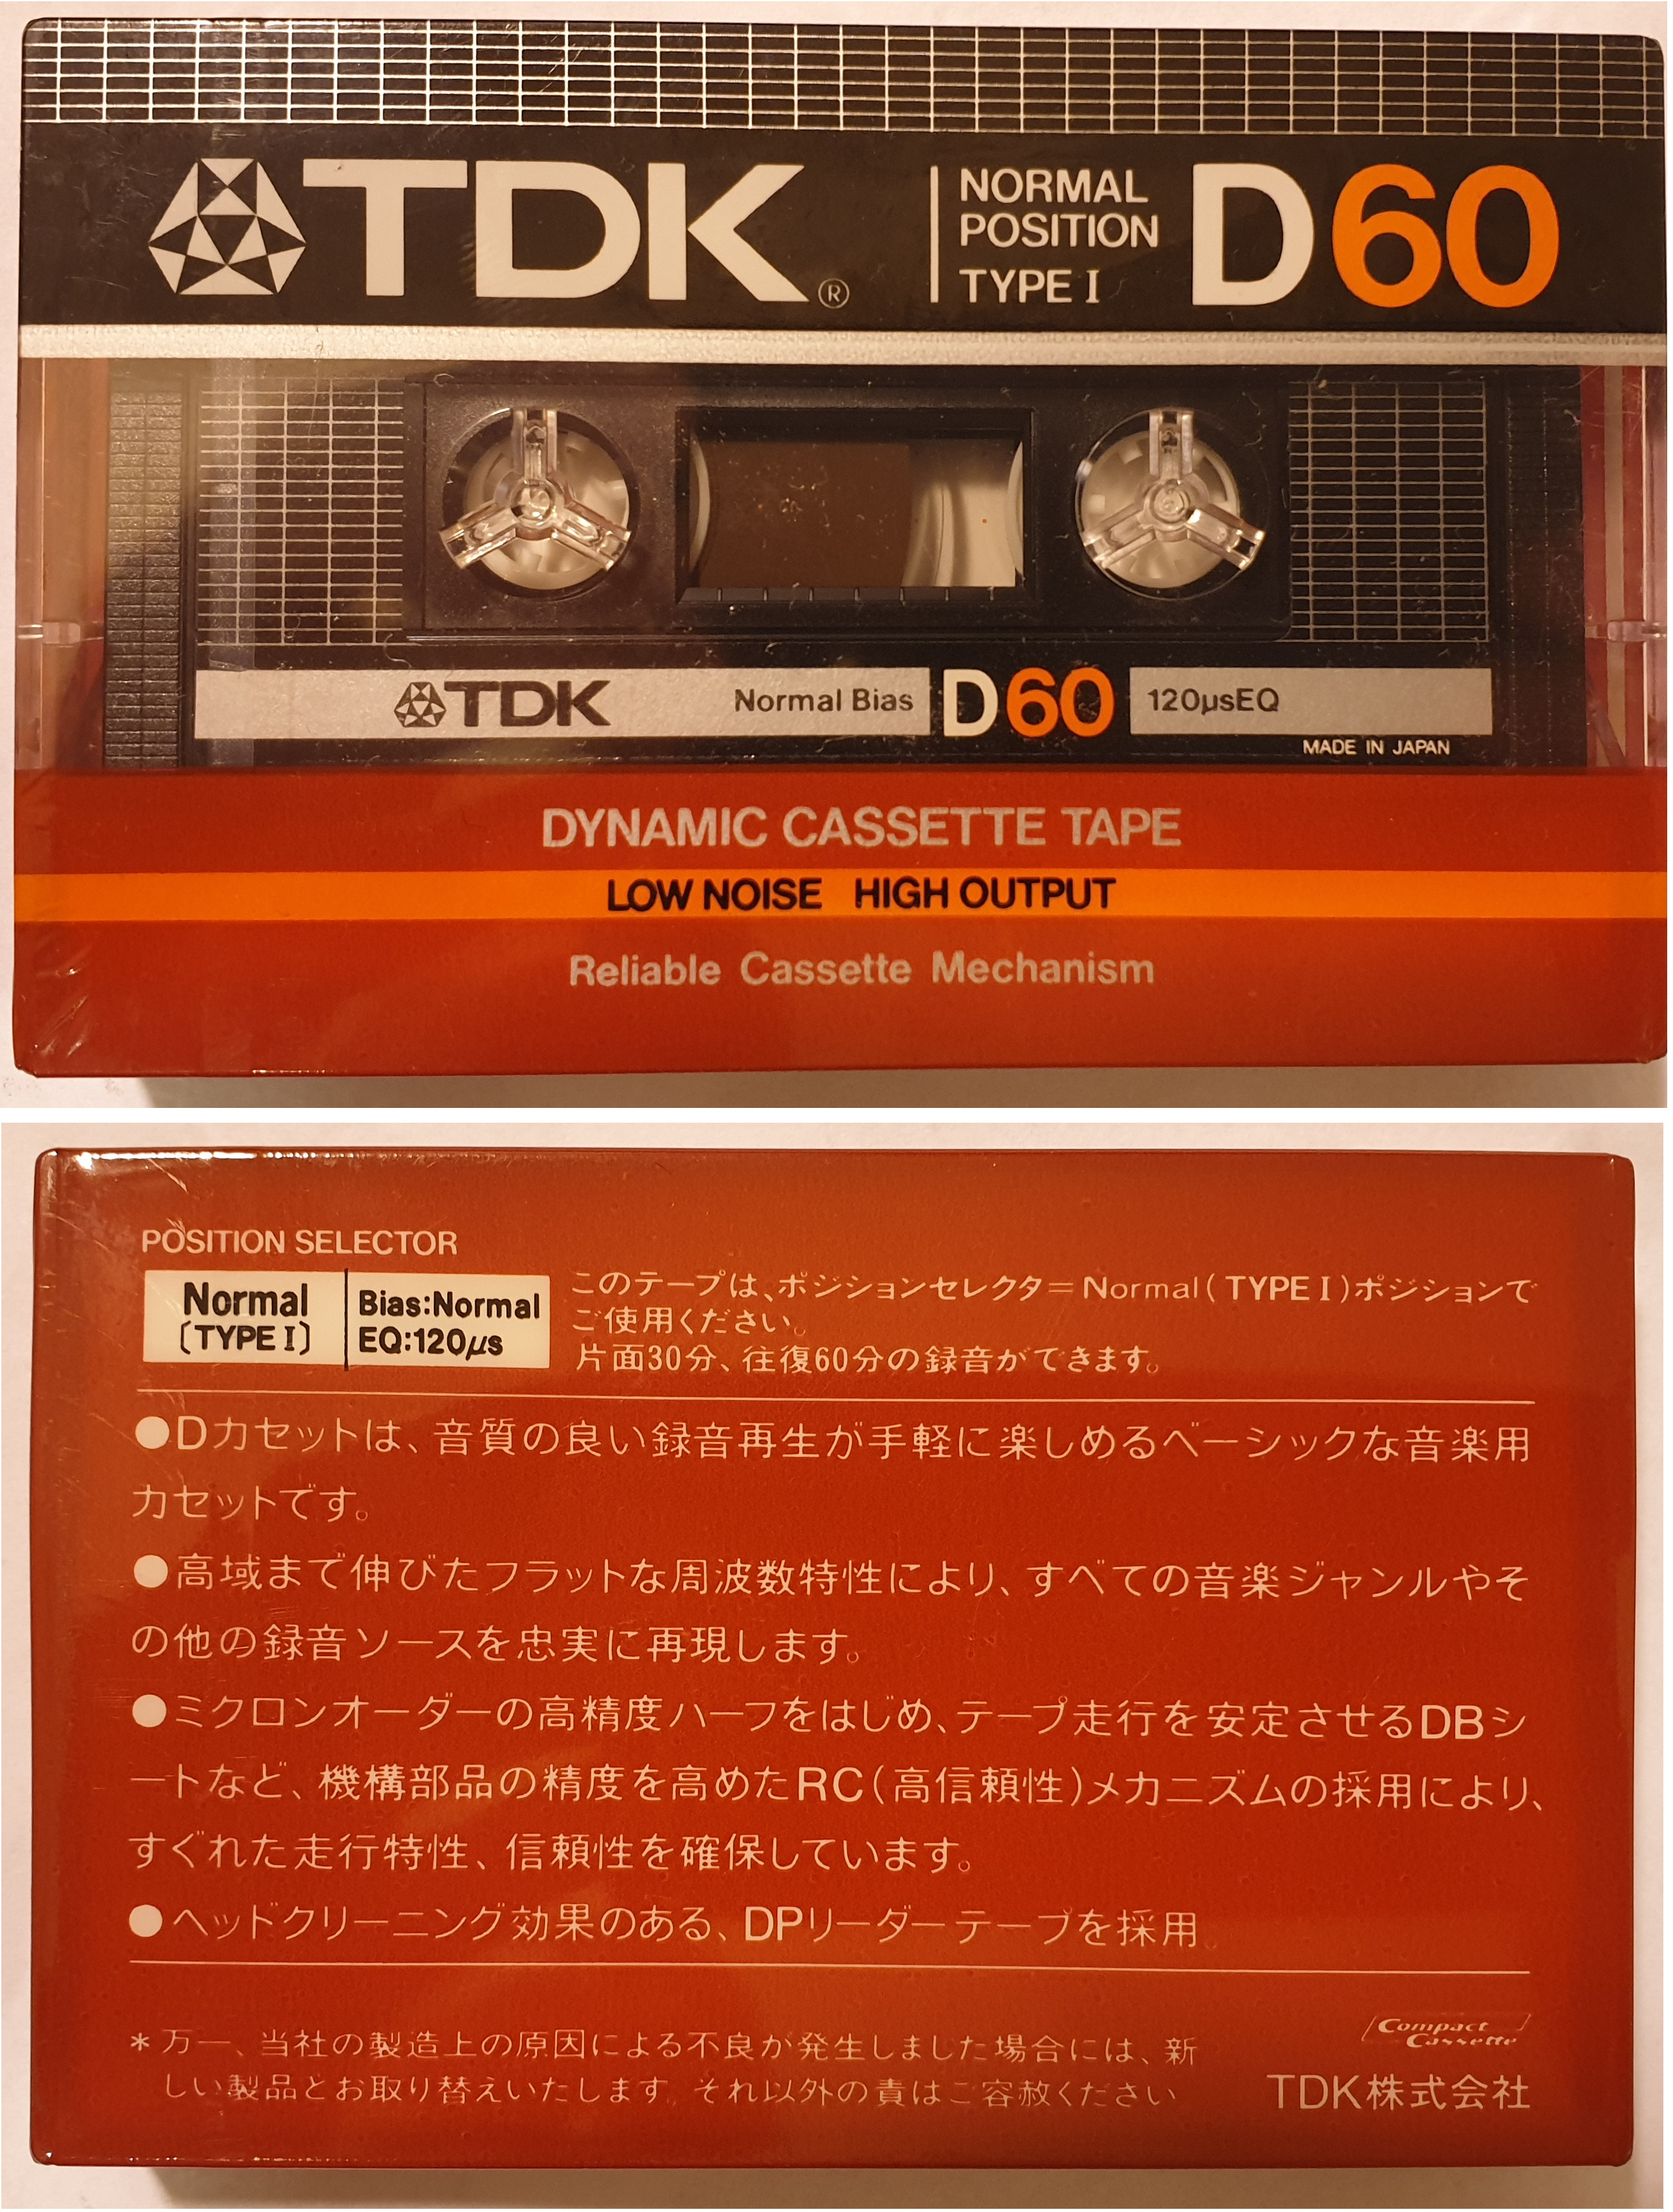 TDK®
NORMAL
POSITION
TYPE I
D60
TDK
Normal Bias
D60
120μsEQ
MADE IN JAPAN
DYNAMIC CASSETTE TAPE
LOW NOISE HIGH OUTPUT
Reliable Cassette Mechanism
POSITION SELECTOR
Normal
〔TYPE I〕
Bias:Normal
EQ:120μs
このテープは、ポジションセレクタ=Normal(TYPE I)ポジションで
ご使用ください。
片面30分、往復60分の録音ができます。
●Dカセットは、音質の良い録音再生が手軽に楽しめるベーシックな音楽用
カセットです。
●高域まで伸びたフラットな周波数特性により、すべての音楽ジャンルやそ
の他の録音ソースを忠実に再現します。
●ミクロンオーダーの高精度ハーフをはじめ、テープ走行を安定させるDBシ
ートなど、機構部品の精度を高めたRC(高信頼性)メカニズムの採用により、
すぐれた走行特性、信頼性を確保しています。
●ヘッドクリーニング効果のある、DPリーダーテープを採用
*万一、当社の製造上の原因による不良が発生しました場合には、新
しい製品とお取り替えいたします。それ以外の責はご容赦ください
Compact
Cassette
TDK株式会社